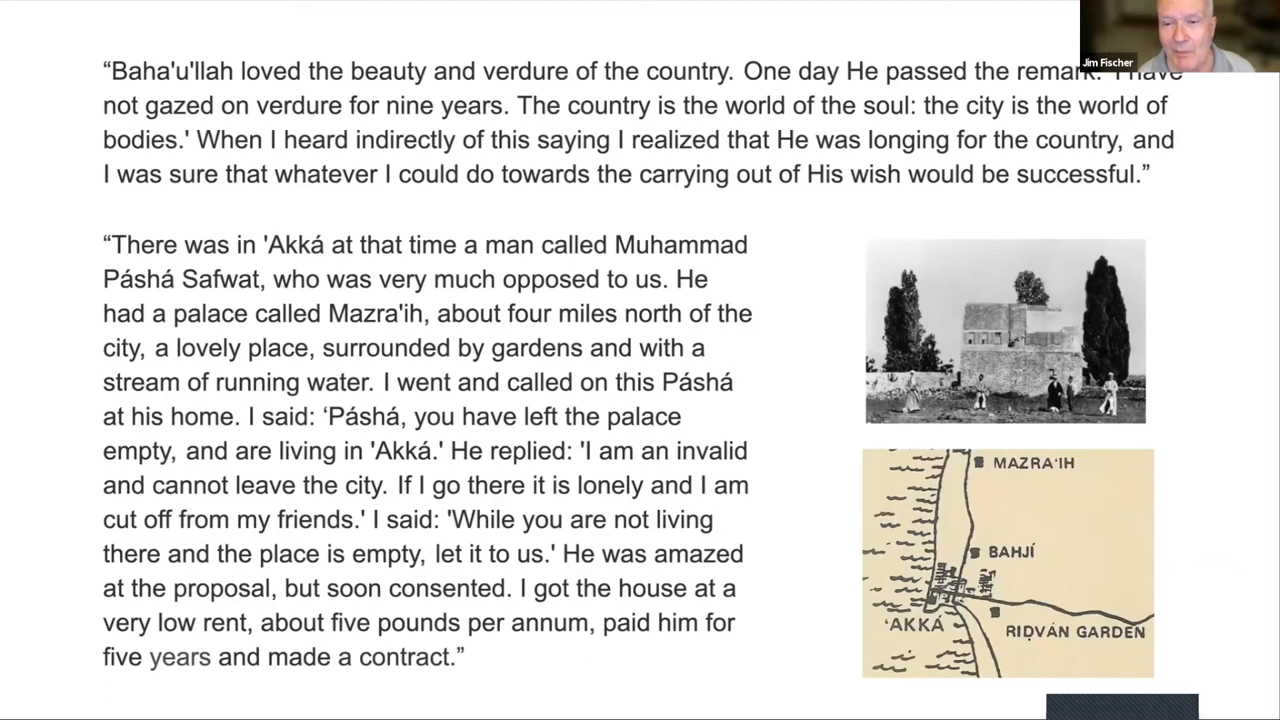 “Baha'u'llah loved the beauty and verdure of the country. One day He passed the remark: 'I have
not gazed on verdure for nine years. The country is the world of the soul: the city is the world of
bodies.' When I heard indirectly of this saying I realized that He was longing for the country, and
I was sure that whatever I could do towards the carrying out of His wish would be successful.”
“There was in 'Akká at that time a man called Muhammad
Páshá Safwat, who was very much opposed to us. He
had a palace called Mazra'ih, about four miles north of the
city, a lovely place, surrounded by gardens and with a
stream of running water. I went and called on this Páshá
at his home. I said: ‘Páshá, you have left the palace
empty, and are living in 'Akká.' He replied: 'I am an invalid
and cannot leave the city. If I go there it is lonely and I am
cut off from my friends.' I said: 'While you are not living
there and the place is empty, let it to us.' He was amazed
at the proposal, but soon consented. I got the house at a
very low rent, about five pounds per annum, paid him for
five years and made a contract.”
Jim Fischer
MAZRA‘IH
BAHJÍ
‘AKKÁ
RIḌVÁN GARDEN